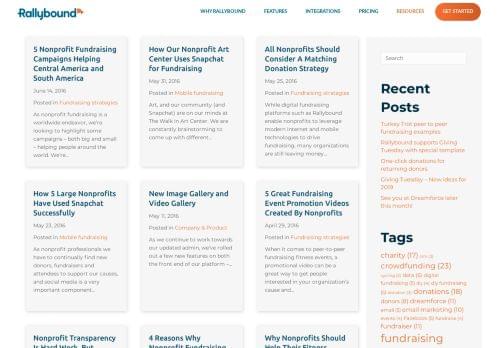 Rallybound
WHY RALLYBOUND
FEATURES
INTEGRATIONS
PRICING
RESOURCES
GET STARTED
5 Nonprofit Fundraising
Campaigns Helping
Central America and
South America
June 14, 2016
Posted in Fundraising strategies
As nonprofit fundraising is a
worldwide endeavor, we're
looking to highlight some
campaigns – both big and small
– helping people around the
world. We're...
How Our Nonprofit Art
Center Uses Snapchat
for Fundraising
May 31, 2016
Posted in Mobile fundraising
Art, and our community (and
Snapchat) are on our minds at
The Walk In Art Center. We are
constantly brainstorming to
come up with different...
All Nonprofits Should
Consider A Matching
Donation Strategy
May 25, 2016
Posted in Fundraising strategies
While digital fundraising
platforms such as Rallybound
enable nonprofits to leverage
modern internet and mobile
technologies to drive
fundraising, many organizations
are still leaving money...
How 5 Large Nonprofits
Have Used Snapchat
Successfully
May 23, 2016
Posted in Mobile fundraising
As nonprofit professionals we
have to continually find new
donors, fundraisers and
attendees to support our causes,
and social media is a very
important component...
New Image Gallery and
Video Gallery
May 11, 2016
Posted in Company & Product
As we continue to work towards
our updated admin, we've rolled
out a few new features on both
the front end of our platform –...
5 Great Fundraising
Event Promotion Videos
Created By Nonprofits
April 29, 2016
Posted in Fundraising strategies
When it comes to peer-to-peer
fundraising fitness events, a
promotional video can be a
great way to get people
interested in your organization's
cause and...
Nonprofit Transparency
Is Hard Work, But
4 Reasons Why
Nonprofit Fundraising
Why Nonprofits Should
Help Their Fitness
Search
Recent
Posts
Turkey Trot peer to peer
fundraising examples
Rallybound supports Giving
Tuesday with special template
One-click donations for
returning donors
Giving Tuesday – New ideas for
2019
See you at Dreamforce later
this month!
Tags
charity (17)
crowdfunding (23)
cycling (5) data (5) digital
fundraising (5) diy (4) diy fundraising
(5) donation (3) donations (18)
donors (8) dreamforce (11)
email (5) email marketing (10)
events (4) Facebook (5) fundraise (4)
fundraiser (11)
fundraising